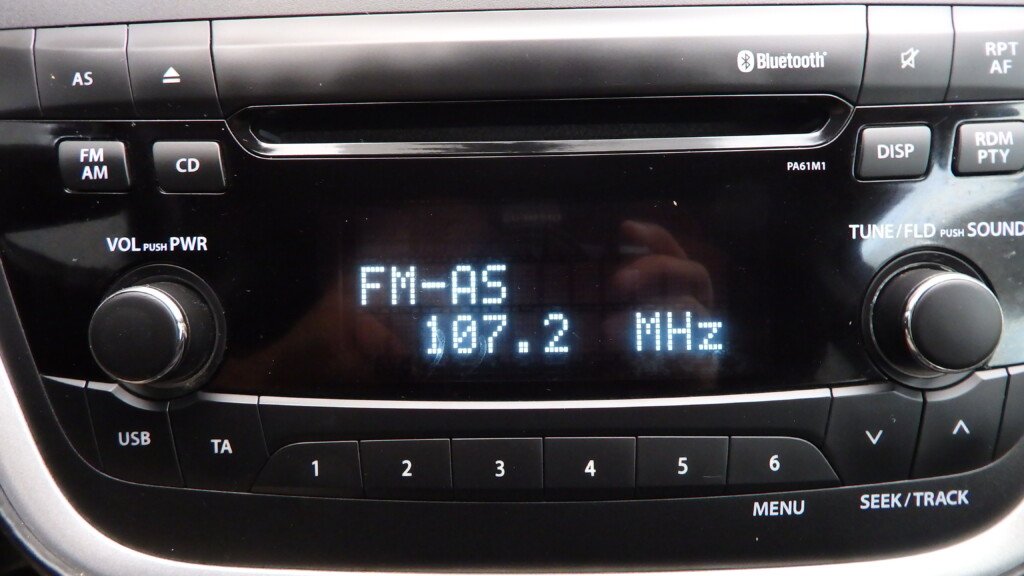 AS
Bluetooth
RPT
AF
FM
AM
CD
PA61M1
DISP
RDM
PTY
VOL PUSH PWR
TUNE/FLD PUSH SOUND
FM-AS
107.2 MHz
USB
TA
1
2
3
4
5
6
MENU
SEEK/TRACK